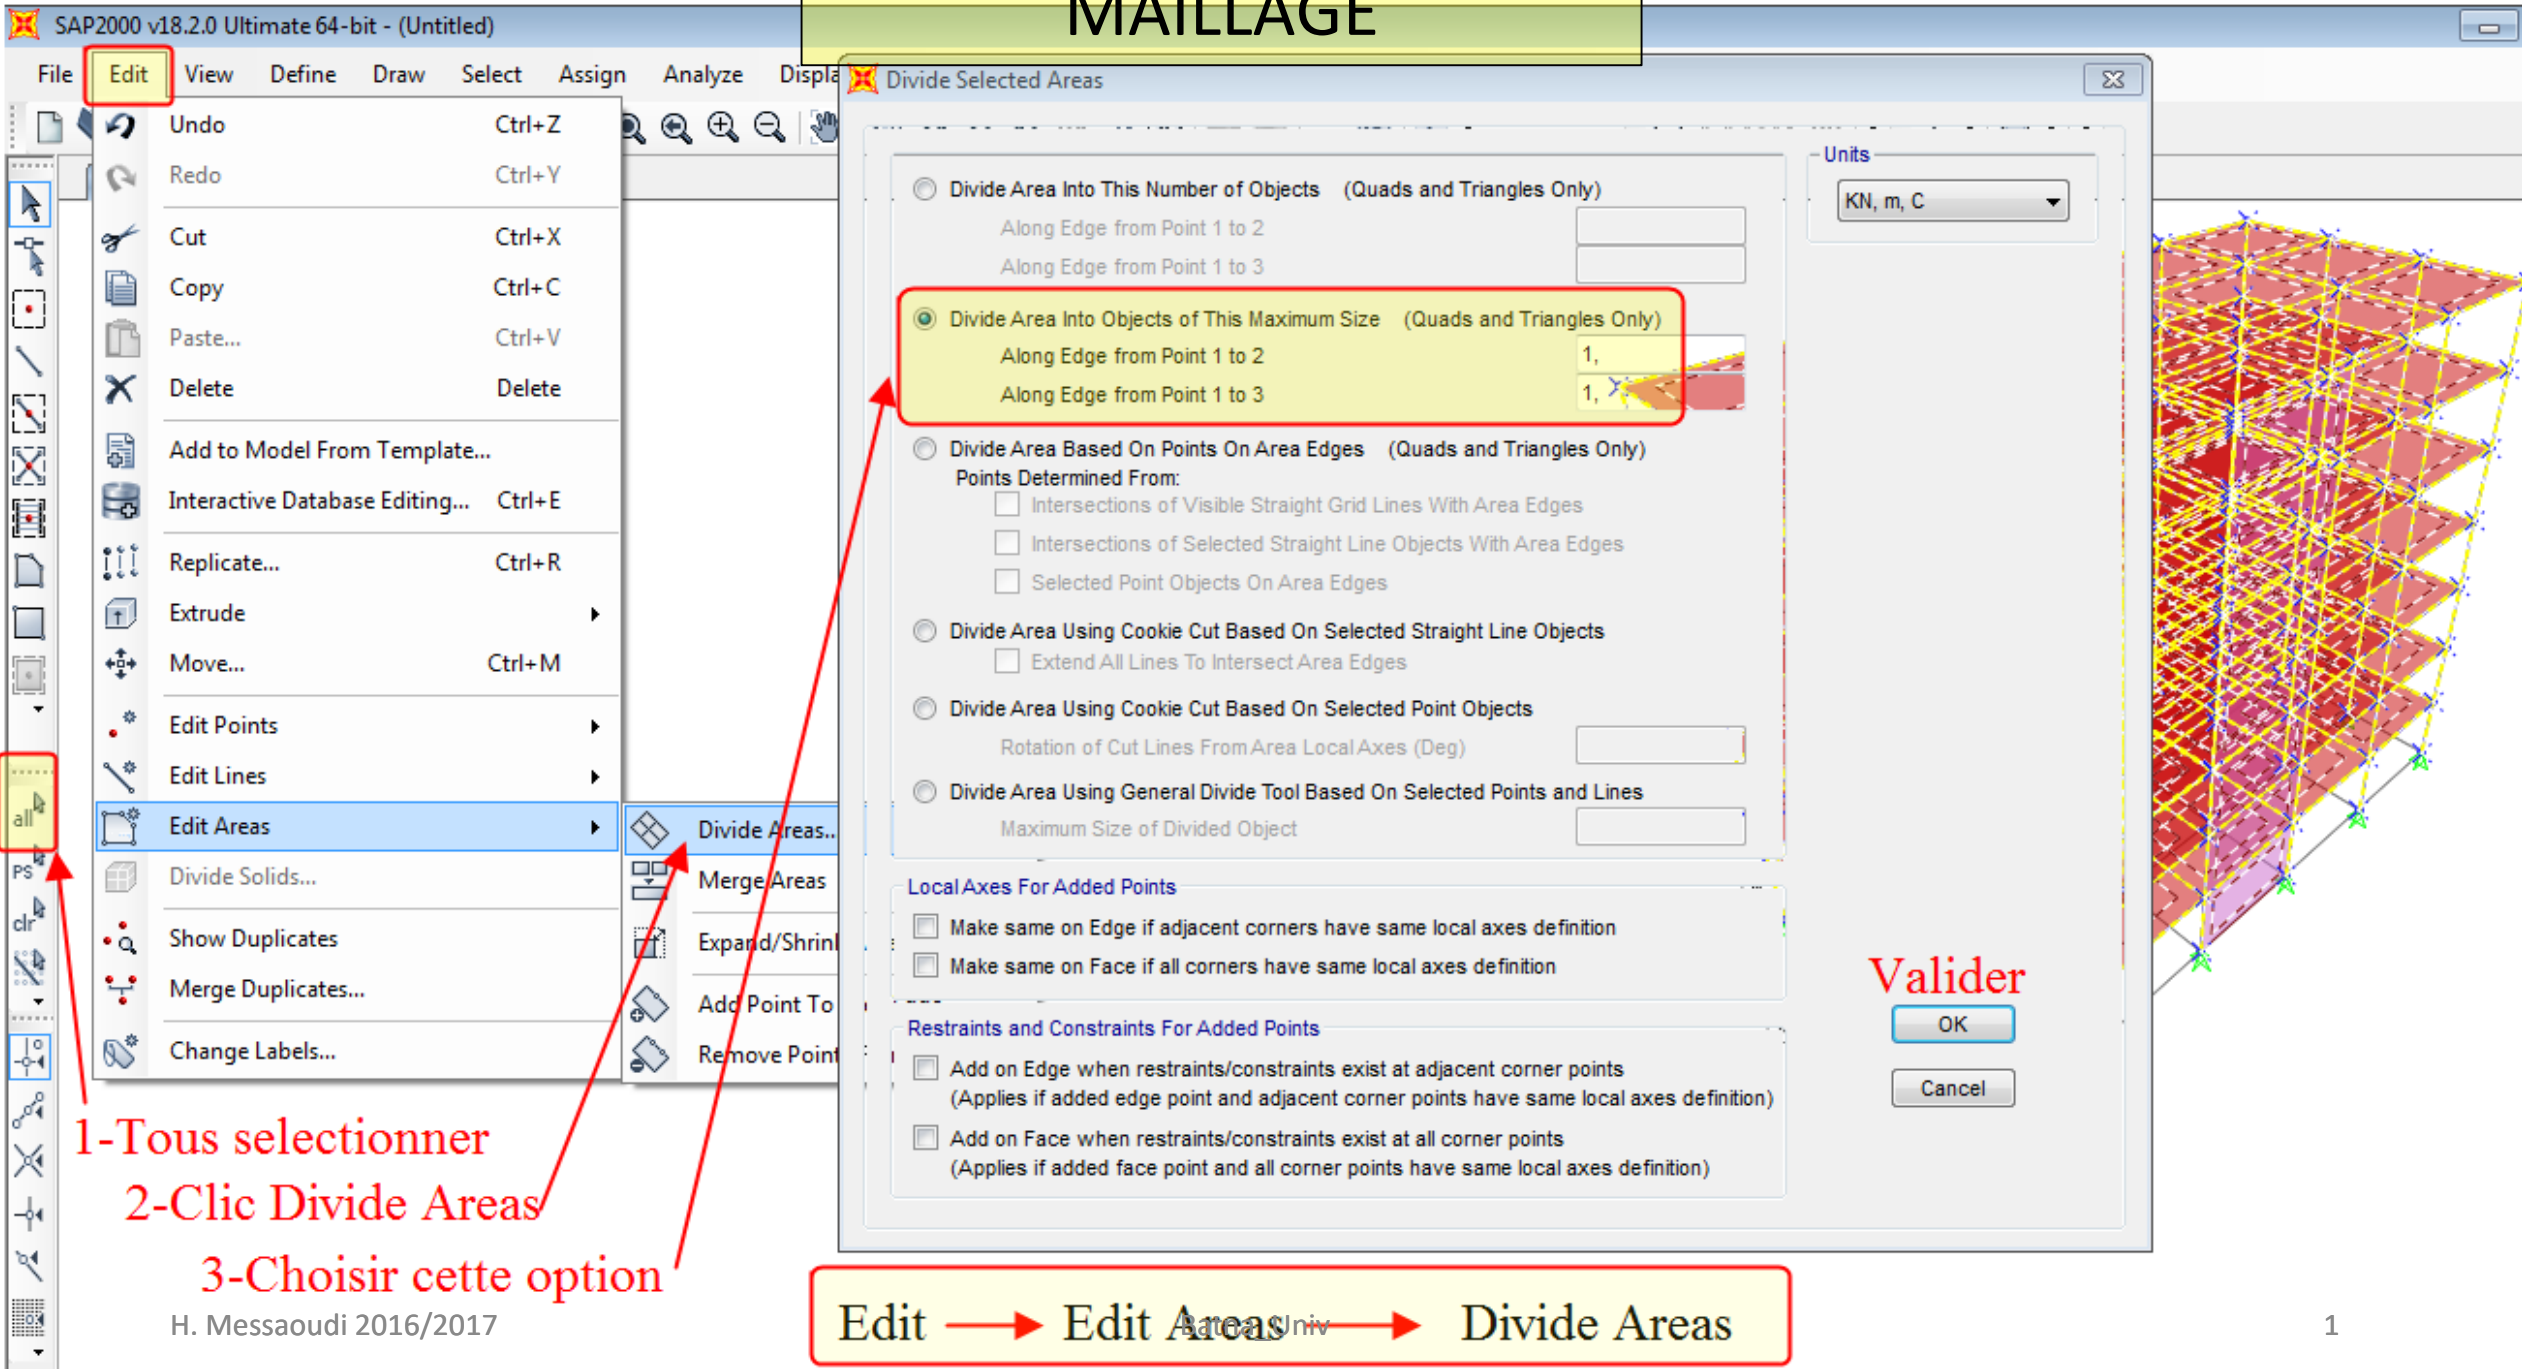 MAILLAGE
SAP2000 v18.2.0 Ultimate 64-bit - (Untitled)
File Edit View Define Draw Select Assign Analyze
Undo Ctrl+Z
Redo Ctrl+Y
Cut Ctrl+X
Copy Ctrl+C
Paste... Ctrl+V
Delete Delete
Add to Model From Template...
Interactive Database Editing... Ctrl+E
Replicate... Ctrl+R
Extrude
Move... Ctrl+M
Edit Points
Edit Lines
Edit Areas
Divide Solids...
Show Duplicates
Merge Duplicates...
Change Labels...
all
PS
clr
Divide Areas...
Merge Areas
Expand/Shrink
Add Point To
Remove Point
Divide Selected Areas
Divide Area Into This Number of Objects (Quads and Triangles Only)
Along Edge from Point 1 to 2
Along Edge from Point 1 to 3
Divide Area Into Objects of This Maximum Size (Quads and Triangles Only)
Along Edge from Point 1 to 2 1,
Along Edge from Point 1 to 3 1,
Divide Area Based On Points On Area Edges (Quads and Triangles Only)
Points Determined From:
Intersections of Visible Straight Grid Lines With Area Edges
Intersections of Selected Straight Line Objects With Area Edges
Selected Point Objects On Area Edges
Divide Area Using Cookie Cut Based On Selected Straight Line Objects
Extend All Lines To Intersect Area Edges
Divide Area Using Cookie Cut Based On Selected Point Objects
Rotation of Cut Lines From Area Local Axes (Deg)
Divide Area Using General Divide Tool Based On Selected Points and Lines
Maximum Size of Divided Object
Local Axes For Added Points
Make same on Edge if adjacent corners have same local axes definition
Make same on Face if all corners have same local axes definition
Restraints and Constraints For Added Points
Add on Edge when restraints/constraints exist at adjacent corner points
(Applies if added edge point and adjacent corner points have same local axes definition)
Add on Face when restraints/constraints exist at all corner points
(Applies if added face point and all corner points have same local axes definition)
Units
KN, m, C
Valider
OK
Cancel
1-Tous selectionner
2-Clic Divide Areas
3-Choisir cette option
Edit Edit Areas Divide Areas
H. Messaoudi 2016/2017
Batna_Univ
1